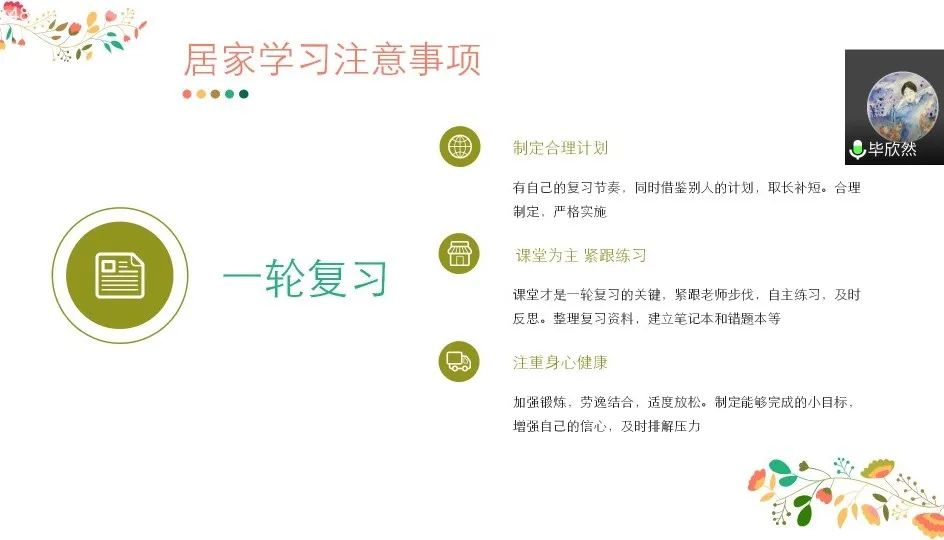 居家学习注意事项
毕欣然
一轮复习
制定合理计划
有自己的复习节奏，同时借鉴别人的计划，取长补短。合理
制定，严格实施
课堂为主 紧跟练习
课堂才是一轮复习的关键，紧跟老师步伐，自主练习，及时
反思。整理复习资料，建立笔记本和错题本等
注重身心健康
加强锻炼，劳逸结合，适度放松。制定能够完成的小目标，
增强自己的信心，及时排解压力